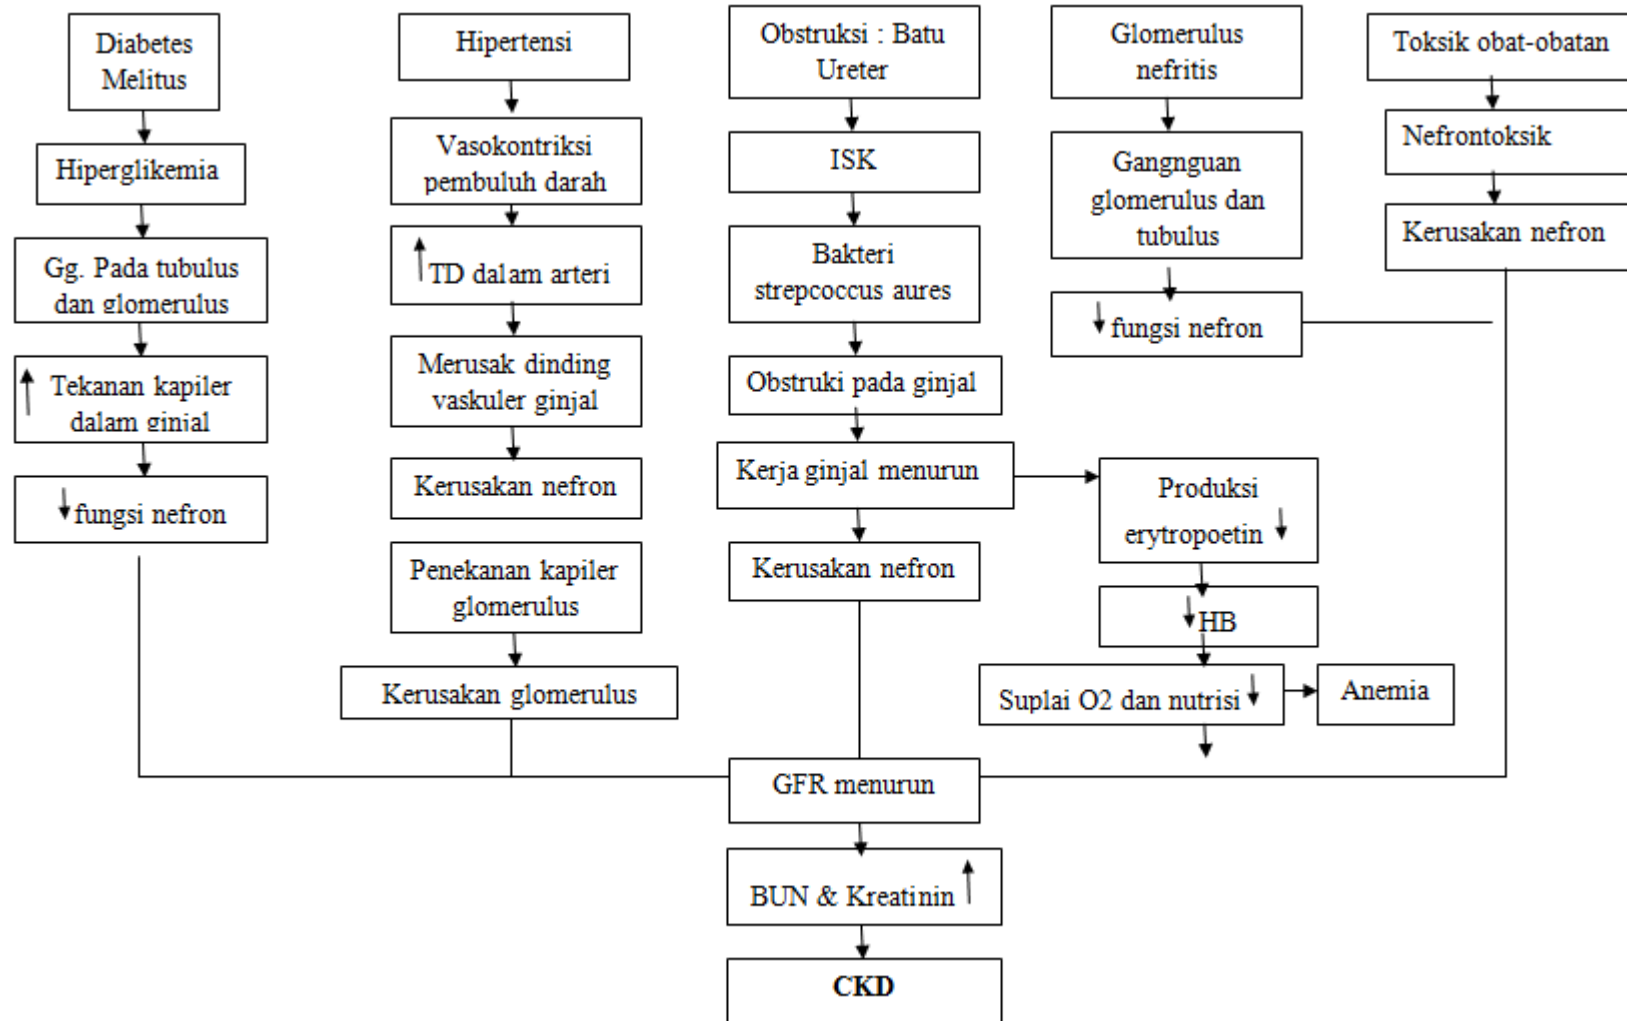 Diabetes
Melitus
Hiperglikemia
Gg. Pada tubulus
dan glomerulus
Tekanan kapiler
dalam ginjal
fungsi nefron
Hipertensi
Vasokontriksi
pembuluh darah
TD dalam arteri
Merusak dinding
vaskuler ginjal
Kerusakan nefron
Penekanan kapiler
glomerulus
Kerusakan glomerulus
Obstruksi : Batu
Ureter
ISK
Bakteri
strepcoccus aures
Obstruki pada ginjal
Kerja ginjal menurun
Kerusakan nefron
Glomerulus
nefritis
Gangnguan
glomerulus dan
tubulus
fungsi nefron
Toksik obat-obatan
Nefrontoksik
Kerusakan nefron
Produksi
erytropoetin
HB
Suplai O2 dan nutrisi
Anemia
GFR menurun
BUN & Kreatinin
CKD